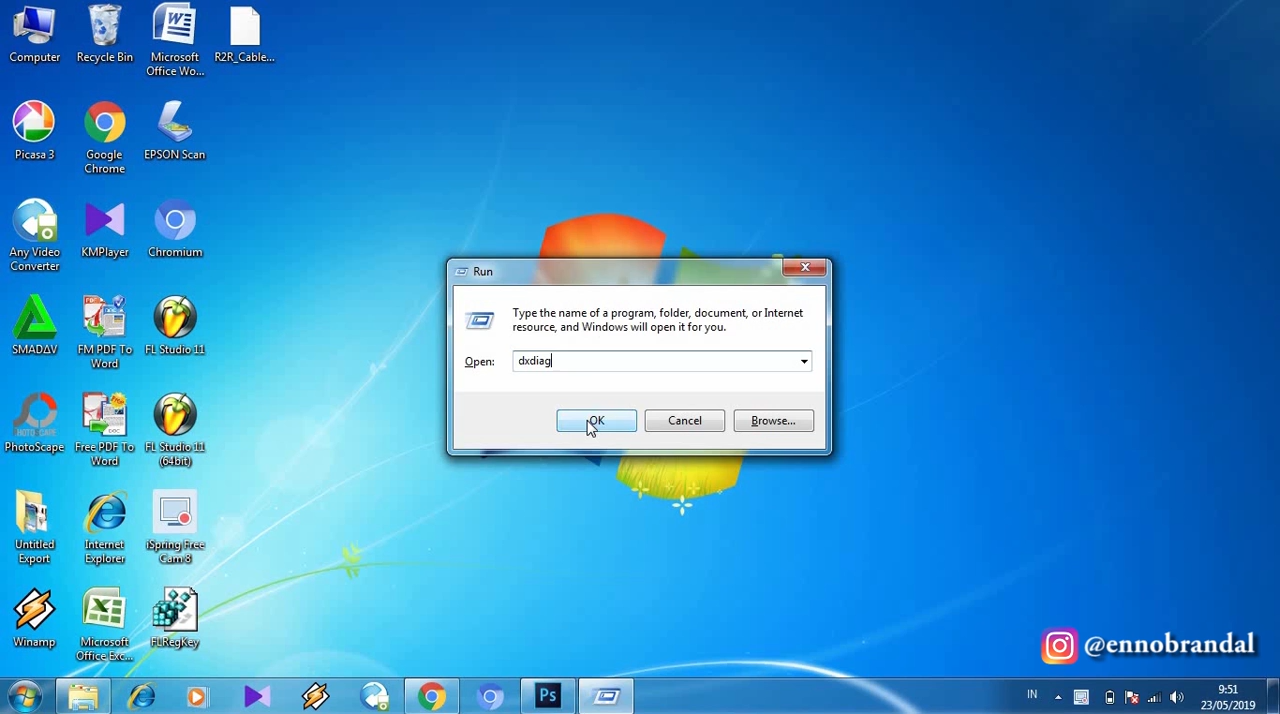 Computer
Recycle Bin
Microsoft
Office Wo...
R2R_Cable...
Picasa 3
Google
Chrome
EPSON Scan
Any Video
Converter
KMPlayer
Chromium
SMADΔV
FM PDF To
Word
FL Studio 11
PhotoScape
Free PDF To
Word
FL Studio 11
(64bit)
Untitled
Export
Internet
Explorer
iSpring Free
Cam 8
Winamp
Microsoft
Office Exc...
FLRegKey
Run
Type the name of a program, folder, document, or Internet
resource, and Windows will open it for you.
Open:
dxdiag
OK
Cancel
Browse...
@ennobrandal
Ps
IN
9:51
23/05/2019